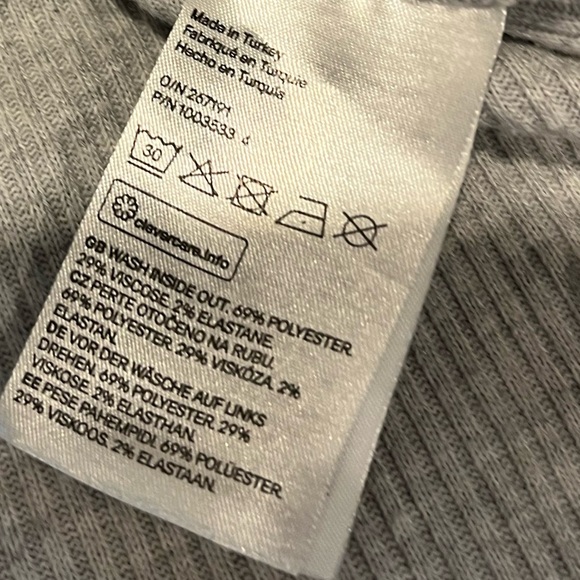 Made in Turkey
Fabriqué en Turquie
Hecho en Turquía
O/N 267191
P/N 1003533 4
30
clevercare.info
GB WASH INSIDE OUT. 69% POLYESTER.
29% VISCOSE. 2% ELASTANE.
CZ PERTE OTOČENO NA RUBU.
69% POLYESTER. 29% VISKÓZA. 2%
ELASTAN.
DE VOR DER WÄSCHE AUF LINKS
DREHEN. 69% POLYESTER. 29%
VISKOSE. 2% ELASTHAN.
EE PESE PAHEMPIDI. 69% POLÜESTER.
29% VISKOOS. 2% ELASTAAN.